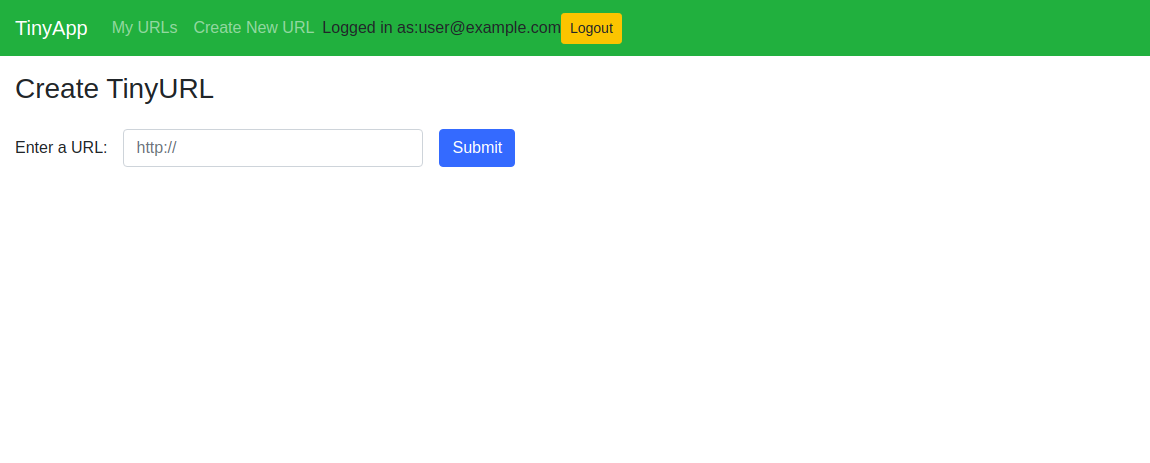 TinyApp My URLs Create New URL Logged in as:user@example.com Logout
Create TinyURL
Enter a URL: http:// Submit